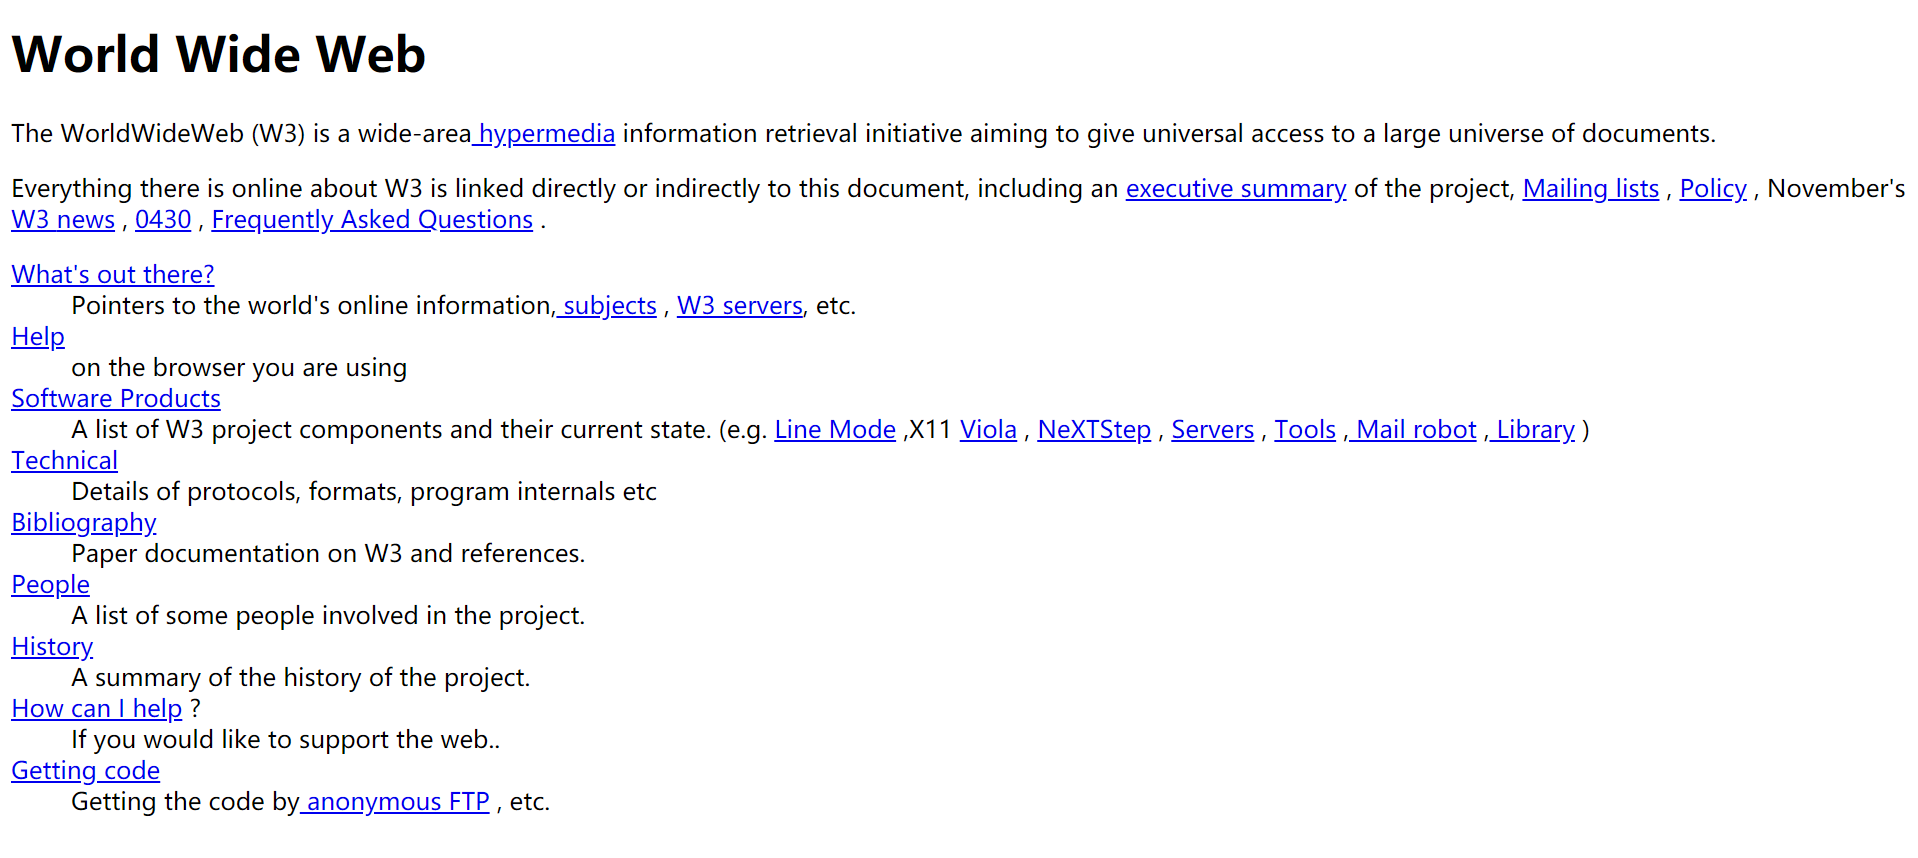 World Wide Web
The WorldWideWeb (W3) is a wide-area hypermedia information retrieval initiative aiming to give universal access to a large universe of documents.
Everything there is online about W3 is linked directly or indirectly to this document, including an executive summary of the project, Mailing lists , Policy , November's
W3 news , 0430 , Frequently Asked Questions .
What's out there?
Pointers to the world's online information, subjects , W3 servers, etc.
Help
on the browser you are using
Software Products
A list of W3 project components and their current state. (e.g. Line Mode ,X11 Viola , NeXTStep , Servers , Tools , Mail robot , Library )
Technical
Details of protocols, formats, program internals etc
Bibliography
Paper documentation on W3 and references.
People
A list of some people involved in the project.
History
A summary of the history of the project.
How can I help ?
If you would like to support the web..
Getting code
Getting the code by anonymous FTP , etc.